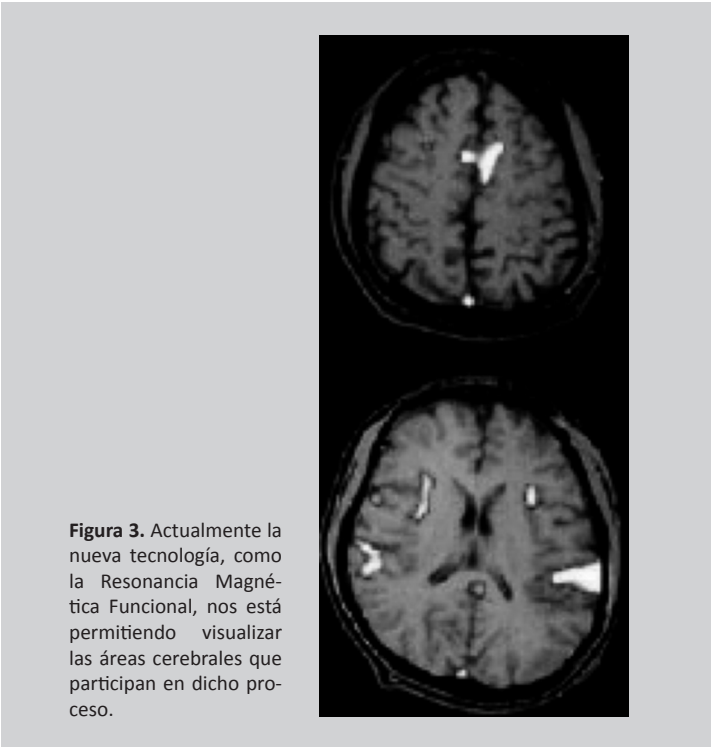 Figura 3. Actualmente la
nueva tecnología, como
la Resonancia Magné-
tica Funcional, nos está
permitiendo visualizar
las áreas cerebrales que
participan en dicho pro-
ceso.